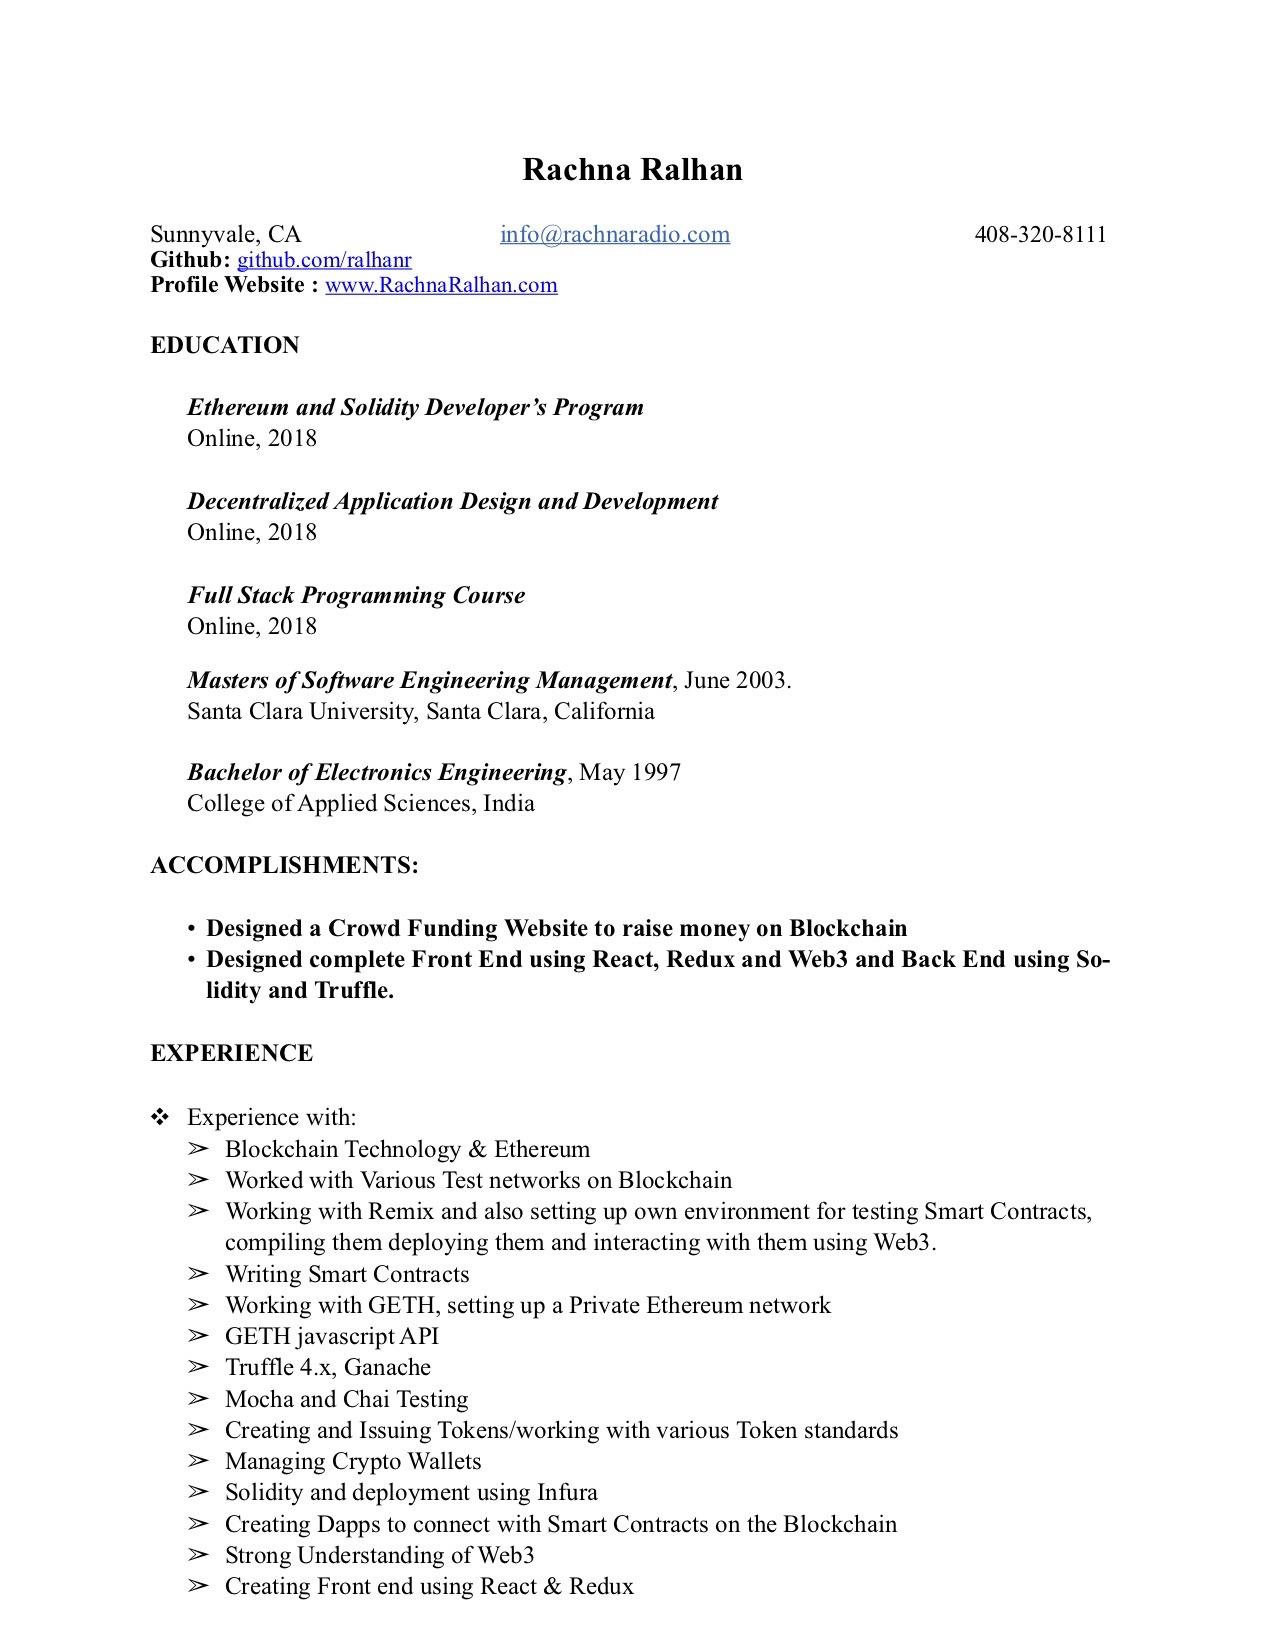 Rachna Ralhan
Sunnyvale, CA info@rachnaradio.com 408-320-8111
Github: github.com/ralhanr
Profile Website : www.RachnaRalhan.com
EDUCATION
Ethereum and Solidity Developer’s Program
Online, 2018
Decentralized Application Design and Development
Online, 2018
Full Stack Programming Course
Online, 2018
Masters of Software Engineering Management, June 2003.
Santa Clara University, Santa Clara, California
Bachelor of Electronics Engineering, May 1997
College of Applied Sciences, India
ACCOMPLISHMENTS:
• Designed a Crowd Funding Website to raise money on Blockchain
• Designed complete Front End using React, Redux and Web3 and Back End using So-
lidity and Truffle.
EXPERIENCE
❖ Experience with:
➢ Blockchain Technology & Ethereum
➢ Worked with Various Test networks on Blockchain
➢ Working with Remix and also setting up own environment for testing Smart Contracts,
compiling them deploying them and interacting with them using Web3.
➢ Writing Smart Contracts
➢ Working with GETH, setting up a Private Ethereum network
➢ GETH javascript API
➢ Truffle 4.x, Ganache
➢ Mocha and Chai Testing
➢ Creating and Issuing Tokens/working with various Token standards
➢ Managing Crypto Wallets
➢ Solidity and deployment using Infura
➢ Creating Dapps to connect with Smart Contracts on the Blockchain
➢ Strong Understanding of Web3
➢ Creating Front end using React & Redux